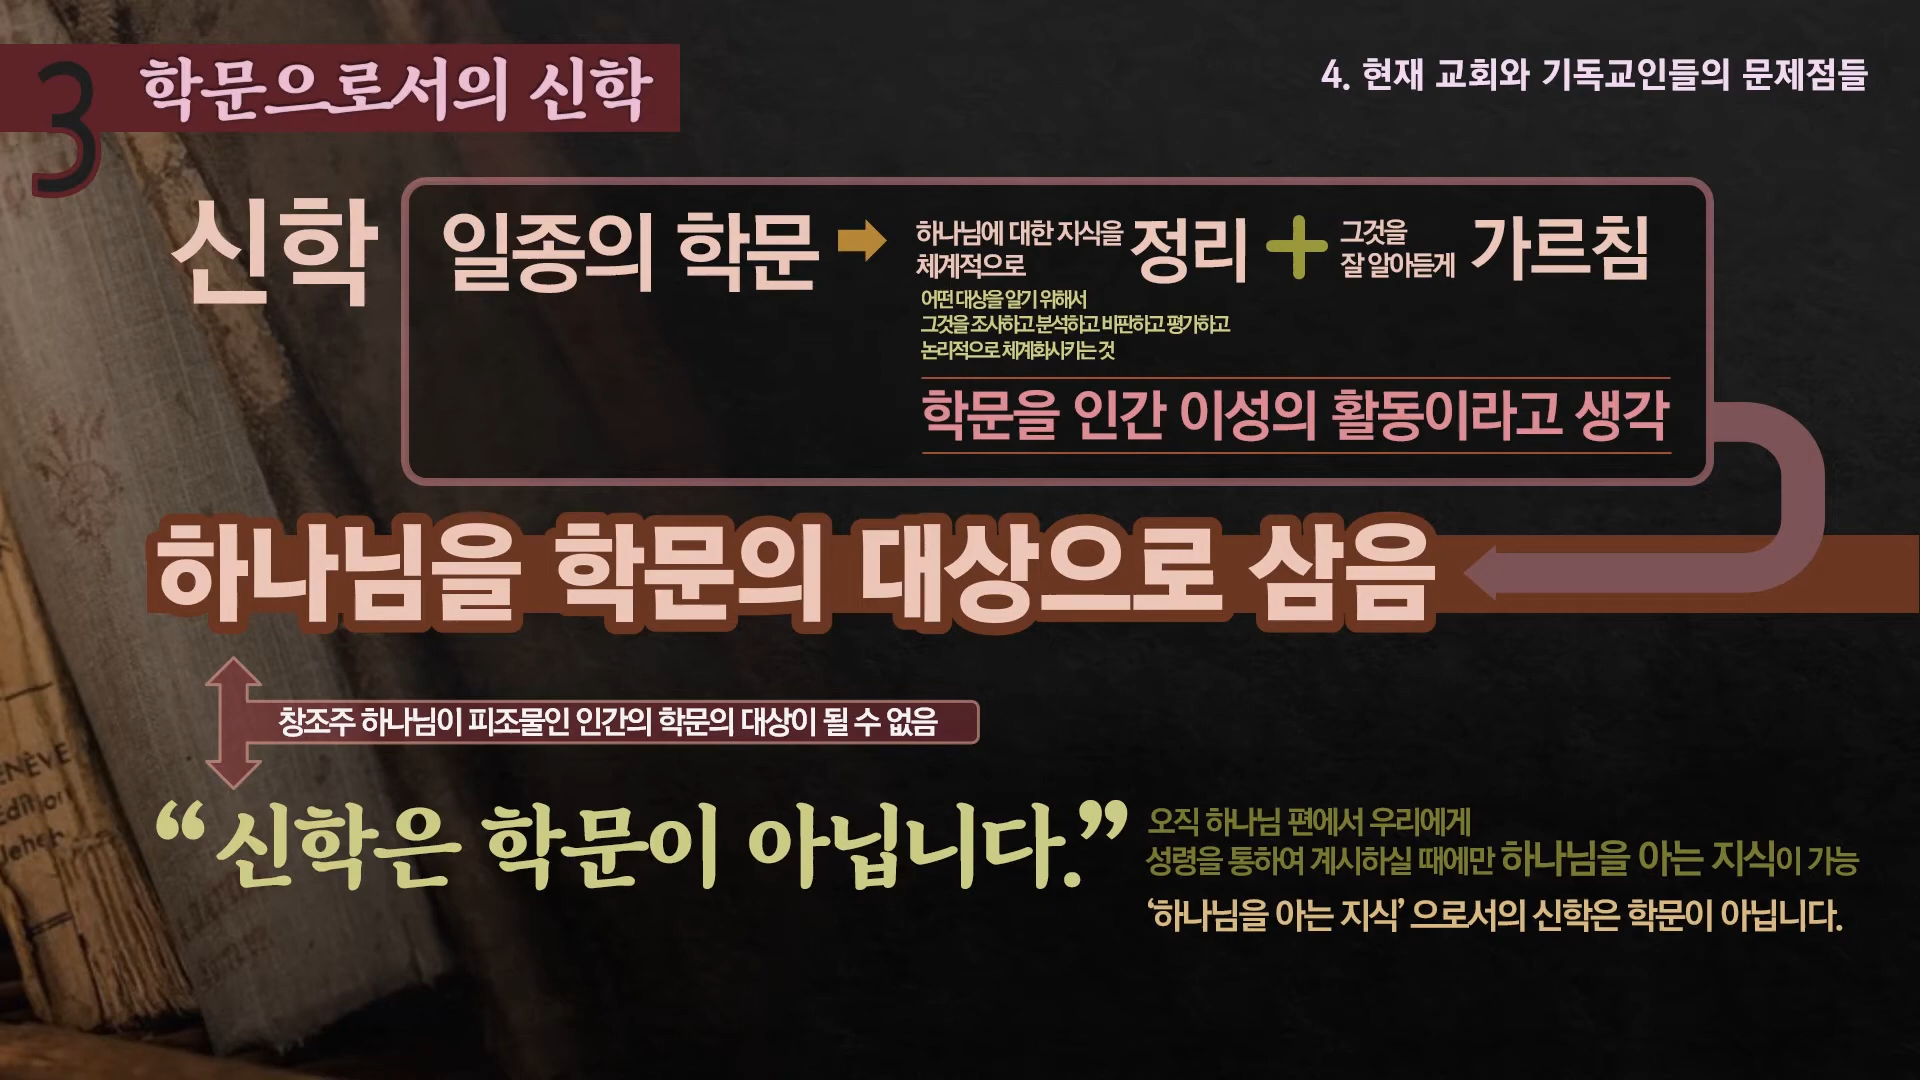 3 학문으로서의 신학
4. 현재 교회와 기독교인들의 문제점들
신학
일종의 학문
하나님에 대한 지식을
체계적으로
정리
그것을
잘 알아듣게
가르침
어떤 대상을 알기 위해서
그것을 조사하고 분석하고 비판하고 평가하고
논리적으로 체계화시키는 것
학문을 인간 이성의 활동이라고 생각
하나님을 학문의 대상으로 삼음
창조주 하나님이 피조물인 인간의 학문의 대상이 될 수 없음
“신학은 학문이 아닙니다.”
오직 하나님 편에서 우리에게
성령을 통하여 계시하실 때에만 하나님을 아는 지식이 가능
‘하나님을 아는 지식’ 으로서의 신학은 학문이 아닙니다.
ENÈVE